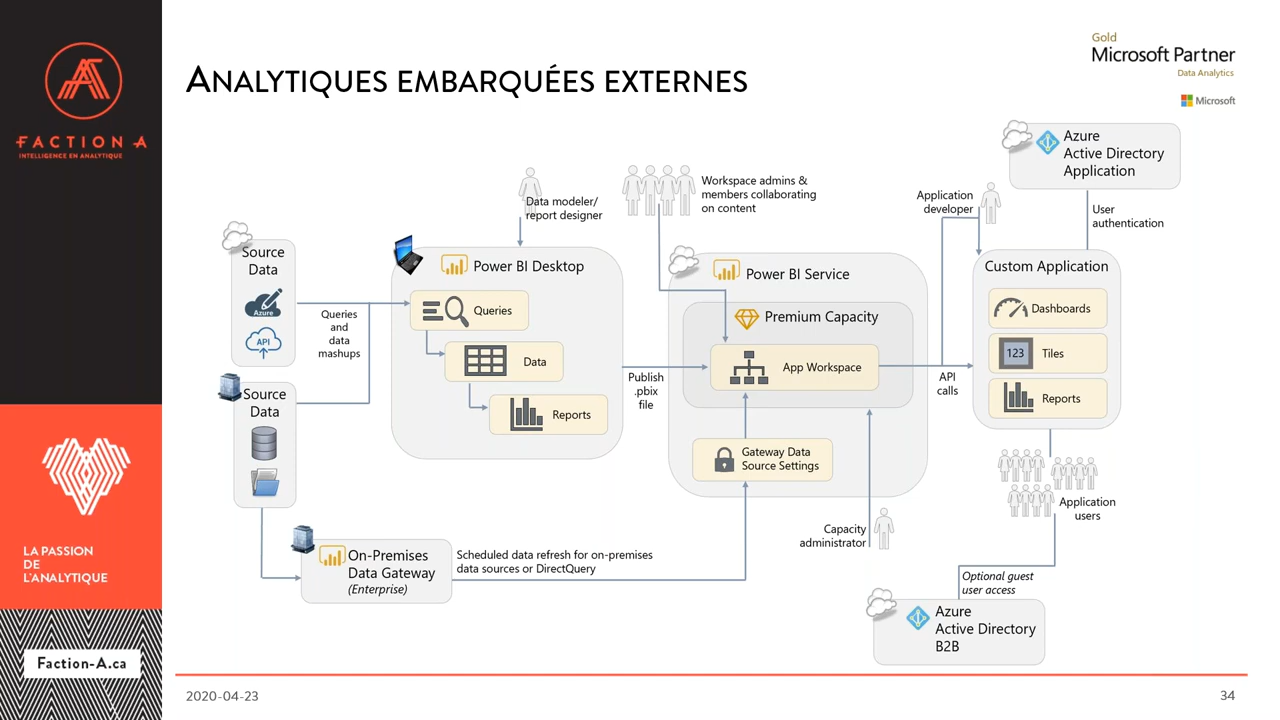 FACTION A
INTELLIGENCE EN ANALYTIQUE
LA PASSION
DE
L'ANALYTIQUE
Faction-A.ca
ANALYTIQUES EMBARQUÉES EXTERNES
Gold
Microsoft Partner
Data Analytics
Microsoft
Source
Data
Azure
API
Source
Data
Queries
and
data
mashups
Data modeler/
report designer
Power BI Desktop
Queries
Data
Reports
Publish
.pbix
file
Workspace admins &
members collaborating
on content
Power BI Service
Premium Capacity
App Workspace
Gateway Data
Source Settings
Capacity
administrator
On-Premises
Data Gateway
(Enterprise)
Scheduled data refresh for on-premises
data sources or DirectQuery
Application
developer
API
calls
Azure
Active Directory
Application
User
authentication
Custom Application
Dashboards
123
Tiles
Reports
Application
users
Optional guest
user access
Azure
Active Directory
B2B
2020-04-23
34